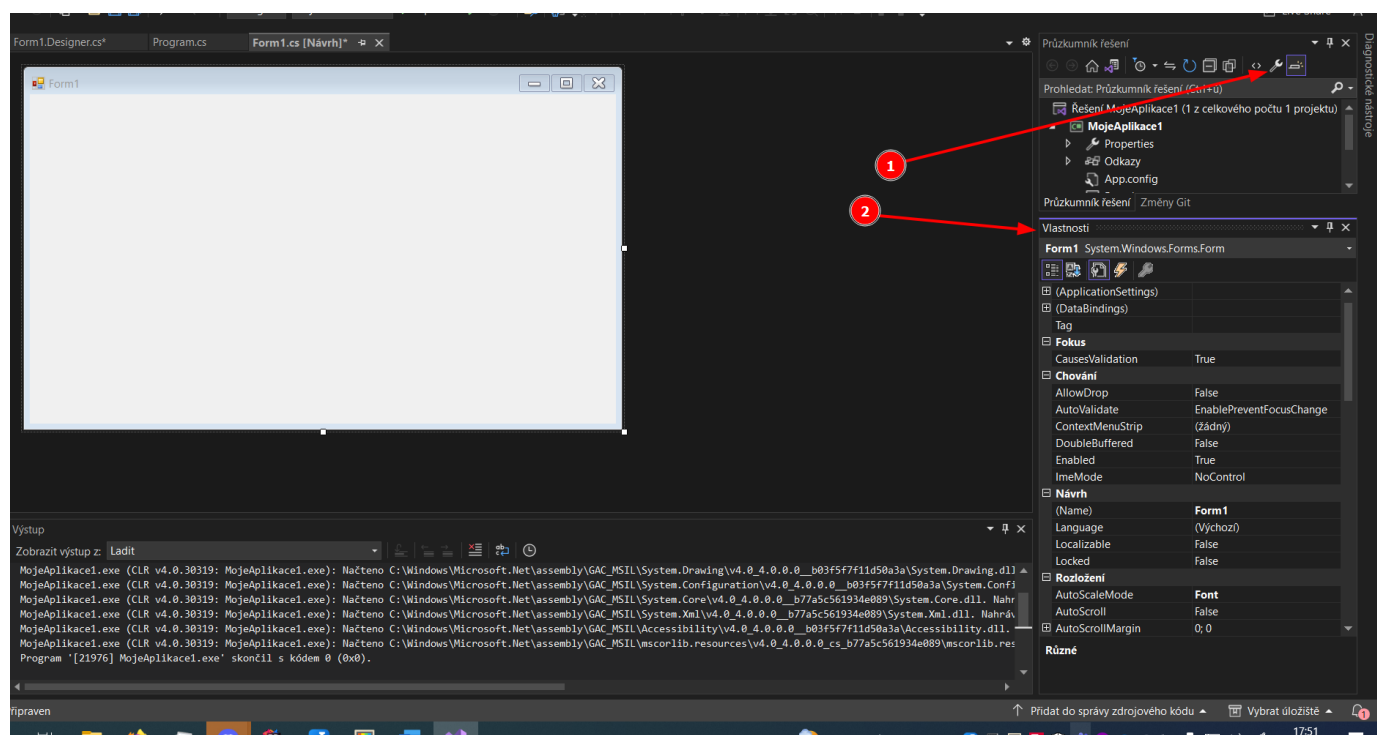 Live Share
Form1.Designer.cs*
Program.cs
Form1.cs [Návrh]*
Průzkumník řešení
Diagnostické nástroje
Form1
Prohledat: Průzkumník řešení (Ctrl+ů)
Řešení MojeAplikace1 (1 z celkového počtu 1 projektu)
MojeAplikace1
Properties
Odkazy
App.config
1
2
Průzkumník řešení
Změny Git
Vlastnosti
Form1 System.Windows.Forms.Form
(ApplicationSettings)
(DataBindings)
Tag
Fokus
CausesValidation True
Chování
AllowDrop False
AutoValidate EnablePreventFocusChange
ContextMenuStrip (žádný)
DoubleBuffered False
Enabled True
ImeMode NoControl
Návrh
(Name) Form1
Language (Výchozí)
Localizable False
Locked False
Rozložení
AutoScaleMode Font
AutoScroll False
AutoScrollMargin 0; 0
Různé
Výstup
Zobrazit výstup z: Ladit
MojeAplikace1.exe (CLR v4.0.30319: MojeAplikace1.exe): Načteno C:\Windows\Microsoft.Net\assembly\GAC_MSIL\System.Drawing\v4.0_4.0.0.0__b03f5f7f11d50a3a\System.Drawing.dll
MojeAplikace1.exe (CLR v4.0.30319: MojeAplikace1.exe): Načteno C:\Windows\Microsoft.Net\assembly\GAC_MSIL\System.Configuration\v4.0_4.0.0.0__b03f5f7f11d50a3a\System.Confi
MojeAplikace1.exe (CLR v4.0.30319: MojeAplikace1.exe): Načteno C:\Windows\Microsoft.Net\assembly\GAC_MSIL\System.Core\v4.0_4.0.0.0__b77a5c561934e089\System.Core.dll. Nahr
MojeAplikace1.exe (CLR v4.0.30319: MojeAplikace1.exe): Načteno C:\Windows\Microsoft.Net\assembly\GAC_MSIL\System.Xml\v4.0_4.0.0.0__b77a5c561934e089\System.Xml.dll. Nahrá
MojeAplikace1.exe (CLR v4.0.30319: MojeAplikace1.exe): Načteno C:\Windows\Microsoft.Net\assembly\GAC_MSIL\Accessibility\v4.0_4.0.0.0__b03f5f7f11d50a3a\Accessibility.dll.
MojeAplikace1.exe (CLR v4.0.30319: MojeAplikace1.exe): Načteno C:\Windows\Microsoft.Net\assembly\GAC_MSIL\mscorlib.resources\v4.0_4.0.0.0_cs_b77a5c561934e089\mscorlib.res
Program '[21976] MojeAplikace1.exe' skončil s kódem 0 (0x0).
Přidat do správy zdrojového kódu
Vybrat úložiště
1
17:51